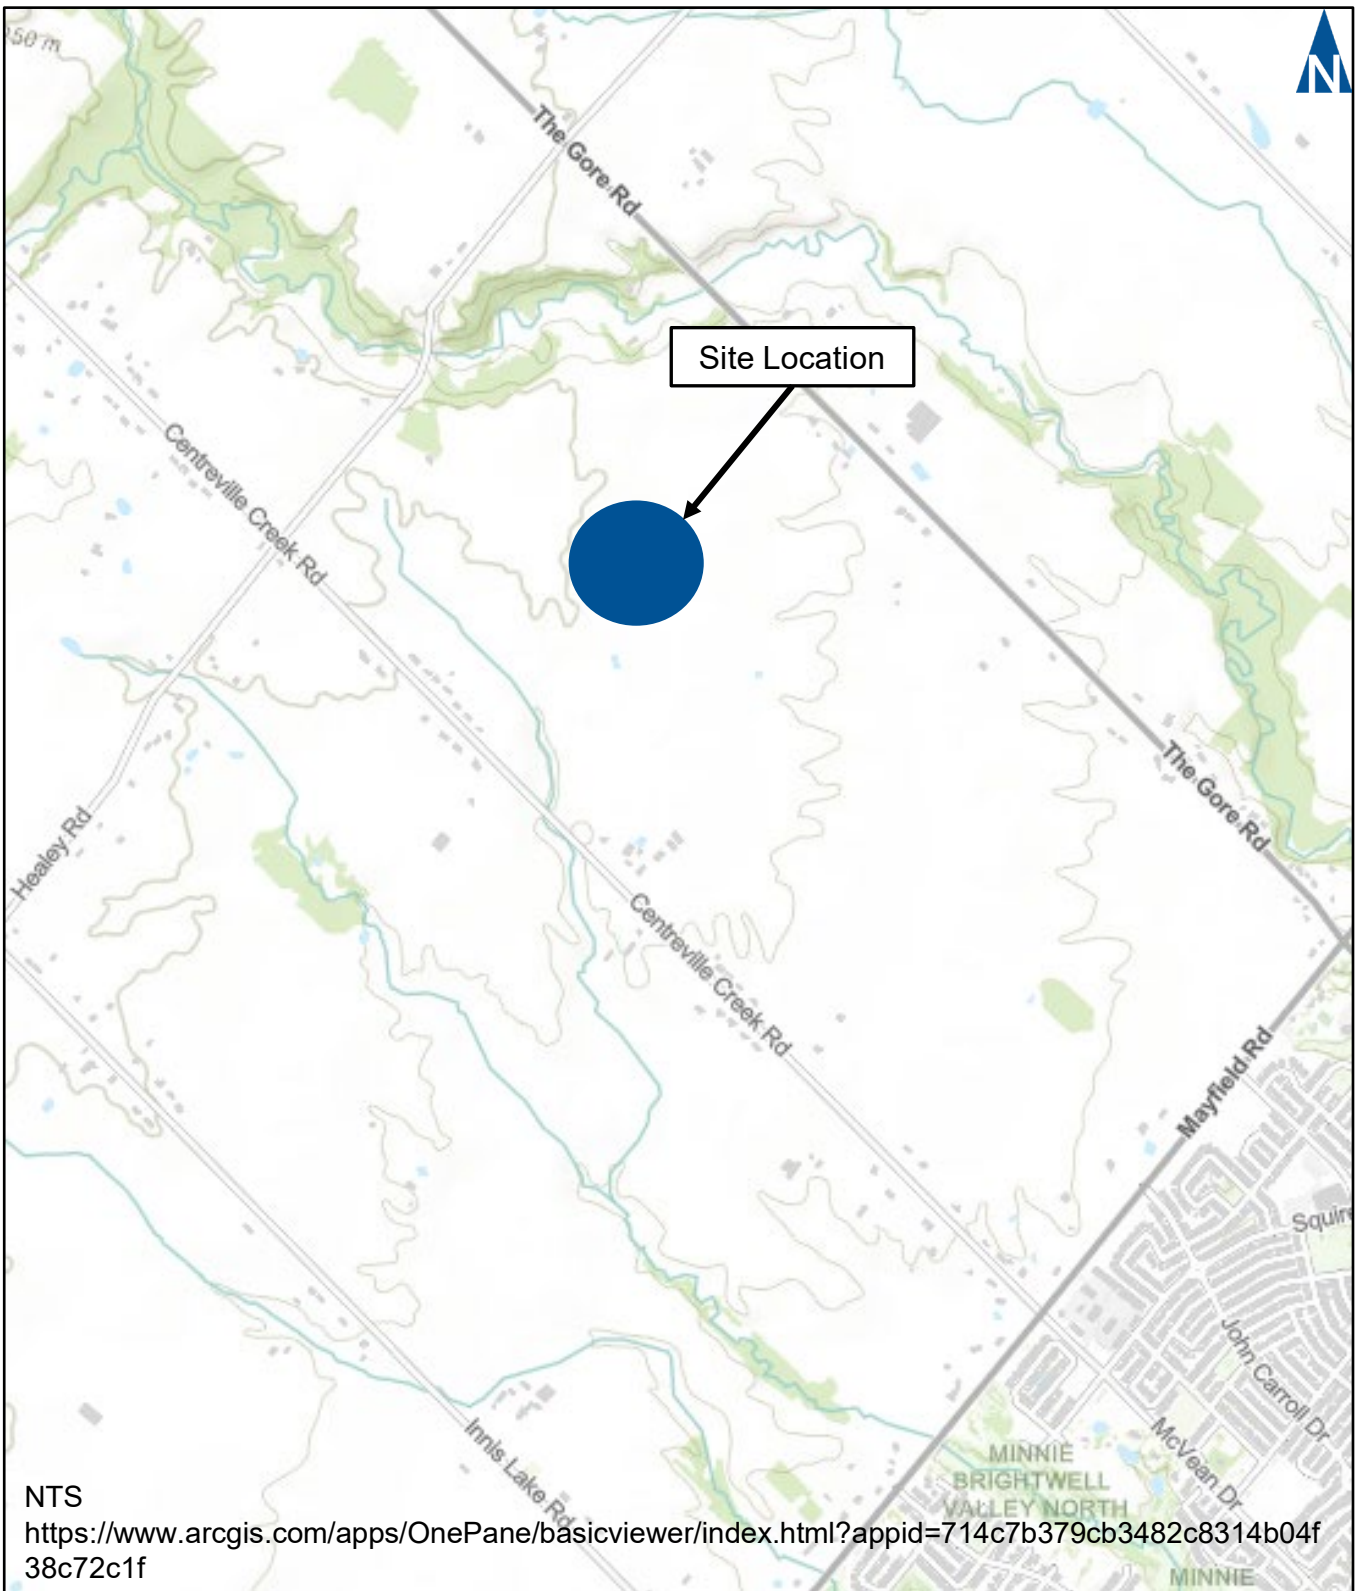 N
The Gore Rd
Site Location
Centreville Creek Rd
The Gore Rd
Healey Rd
Centreville Creek Rd
Mayfield Rd
John Carroll Dr
McVean Dr
Innis Lake Rd
MINNIE
BRIGHTWELL
VALLEY NORTH
NTS
https://www.arcgis.com/apps/OnePane/basicviewer/index.html?appid=714c7b379cb3482c8314b04f
38c72c1f
MINNIE